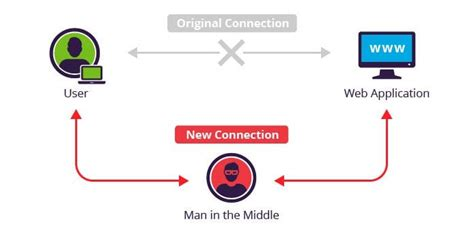 Original Connection
www
User
Web Application
New Connection
Man in the Middle